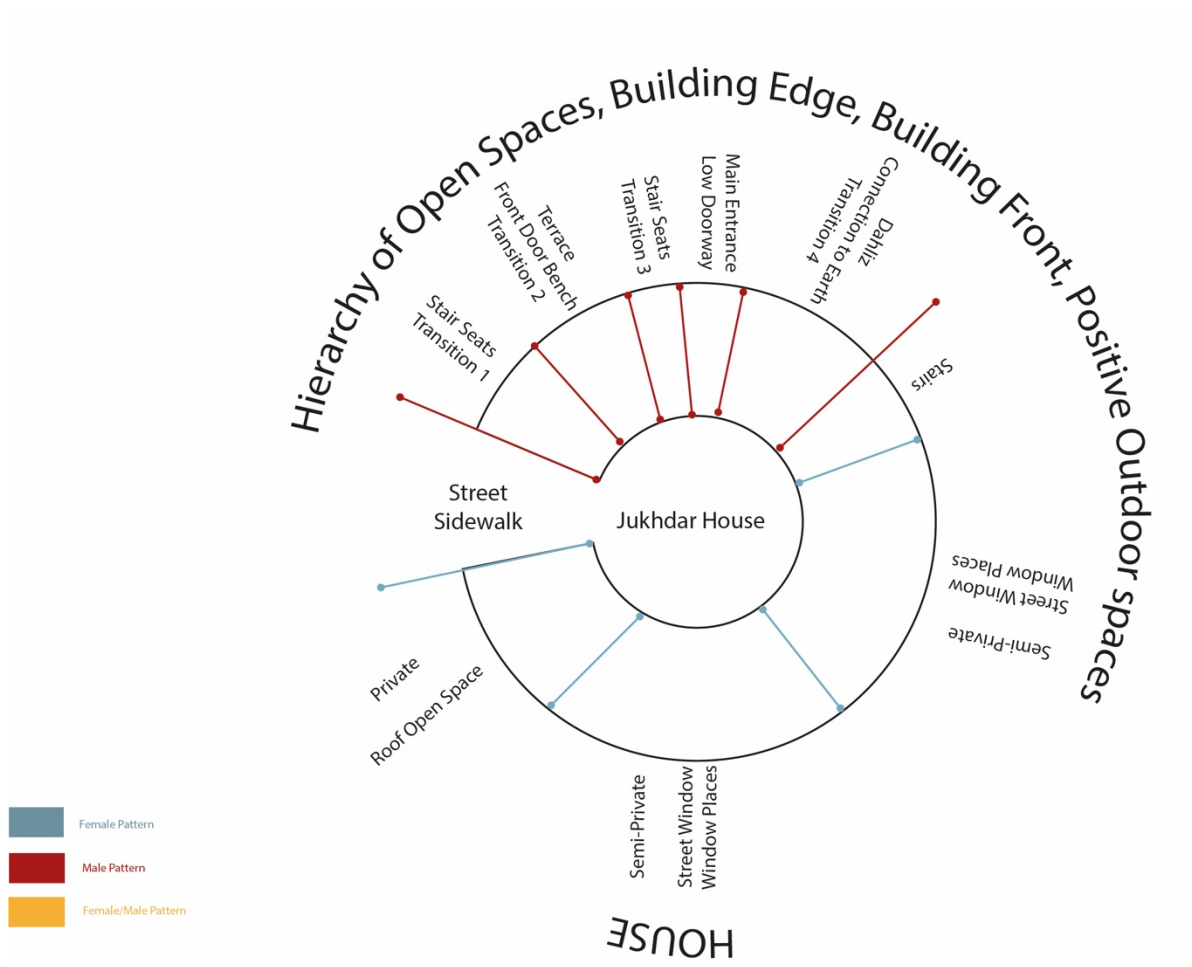 Hierarchy of Open Spaces, Building Edge, Building Front, Positive Outdoor spaces
Stair Seats
Transition 1
Terrace
Front Door Bench
Transition 2
Stair Seats
Transition 3
Main Entrance
Low Doorway
Dahliz
Connection to Earth
Transition 4
Stairs
Street
Sidewalk
Jukhdar House
Window Places
Street Window
Semi-Private
Private
Roof Open Space
Semi-Private
Street Window
Window Places
HOUSE
Female Pattern
Male Pattern
Female/Male Pattern